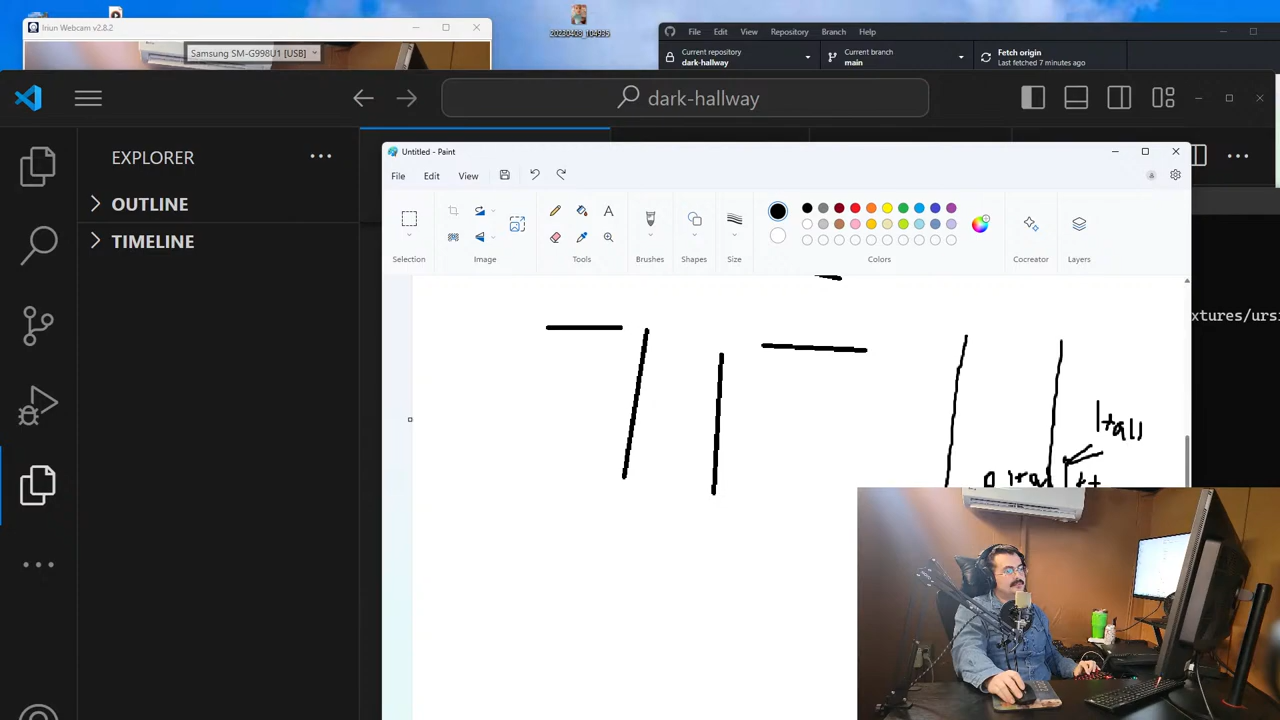 Iriun Webcam v2.8.2
Samsung SM-G998U1 [USB]
20230408_104935
File Edit View Repository Branch Help
Current repository
dark-hallway
Current branch
main
Fetch origin
Last fetched 7 minutes ago
dark-hallway
EXPLORER
OUTLINE
TIMELINE
Untitled - Paint
File Edit View
Selection Image Tools Brushes Shapes Size Colors Cocreator Layers
xtures/ursi